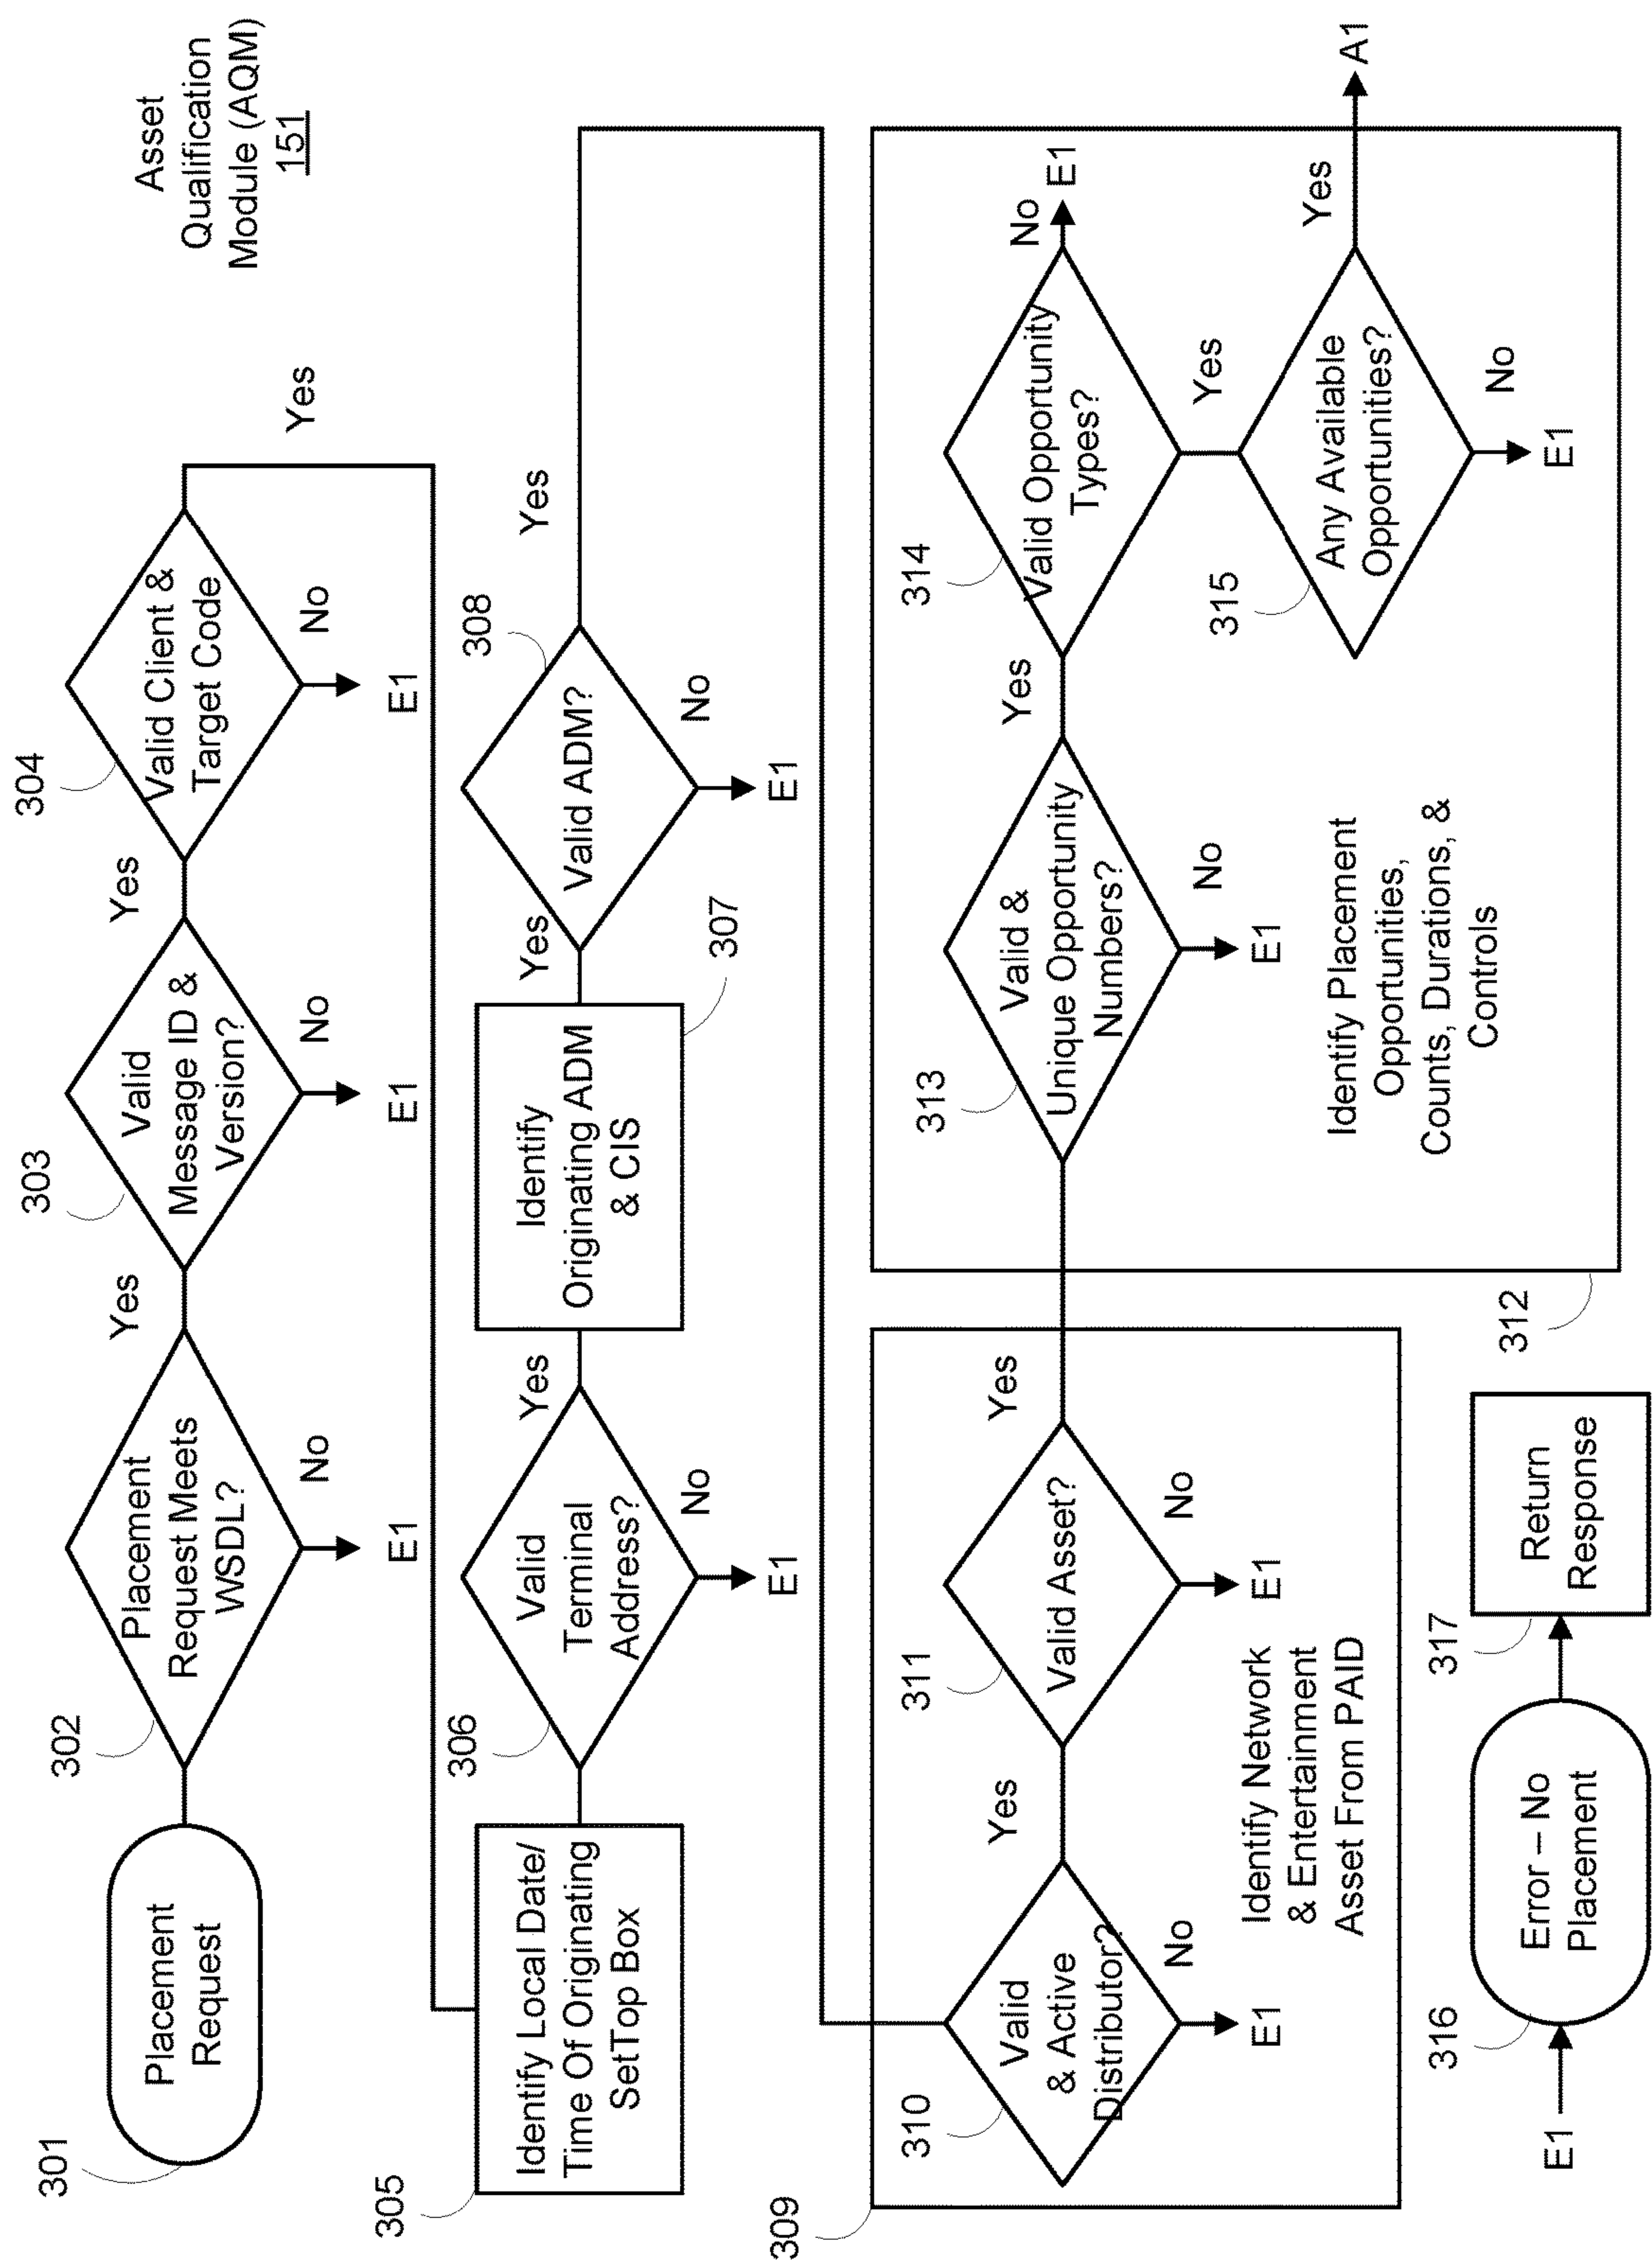 Asset
Qualification
Module (AQM)
151
301
Placement
Request
302
Placement
Request Meets
WSDL?
Yes
No
E1
303
Valid
Message ID &
Version?
Yes
No
E1
304
Valid Client &
Target Code
Yes
No
E1
305
Identify Local Date/
Time Of Originating
SetTop Box
306
Valid
Terminal
Address?
Yes
No
E1
307
Identify
Originating ADM
& CIS
Yes
308
Valid ADM?
Yes
No
E1
309
310
Valid
& Active
Distributor?
Yes
No
E1
311
Valid Asset?
Yes
No
E1
Identify Network
& Entertainment
Asset From PAID
312
313
Valid &
Unique Opportunity
Numbers?
Yes
No
E1
314
Valid Opportunity
Types?
No
E1
Yes
315
Any Available
Opportunities?
Yes
A1
No
E1
Identify Placement
Opportunities,
Counts, Durations, &
Controls
E1
316
Error – No
Placement
317
Return
Response